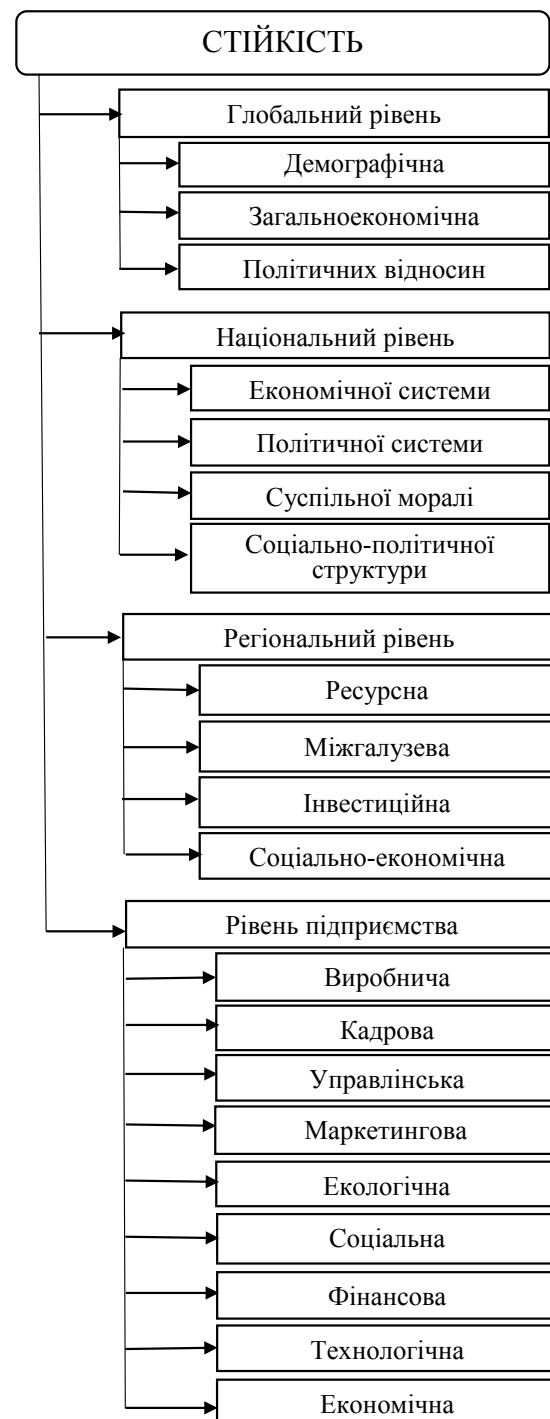 СТІЙКІСТЬ
Глобальний рівень
Демографічна
Загальноекономічна
Політичних відносин
Національний рівень
Економічної системи
Політичної системи
Суспільної моралі
Соціально-політичної
структури
Регіональний рівень
Ресурсна
Міжгалузева
Інвестиційна
Соціально-економічна
Рівень підприємства
Виробнича
Кадрова
Управлінська
Маркетингова
Екологічна
Соціальна
Фінансова
Технологічна
Економічна